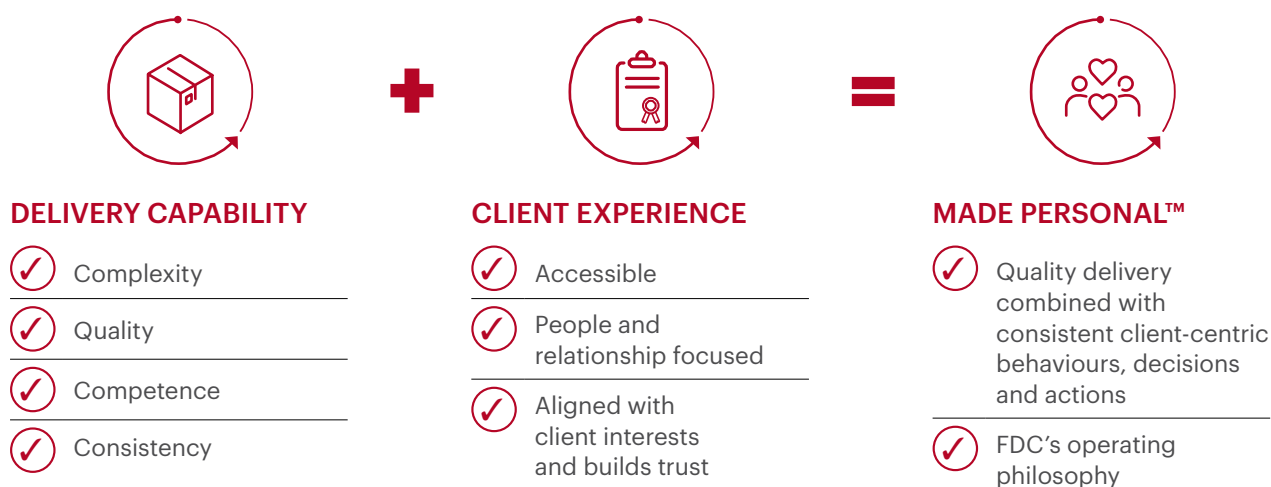 DELIVERY CAPABILITY
Complexity
Quality
Competence
Consistency
CLIENT EXPERIENCE
Accessible
People and
relationship focused
Aligned with
client interests
and builds trust
MADE PERSONAL™
Quality delivery
combined with
consistent client-centric
behaviours, decisions
and actions
FDC’s operating
philosophy